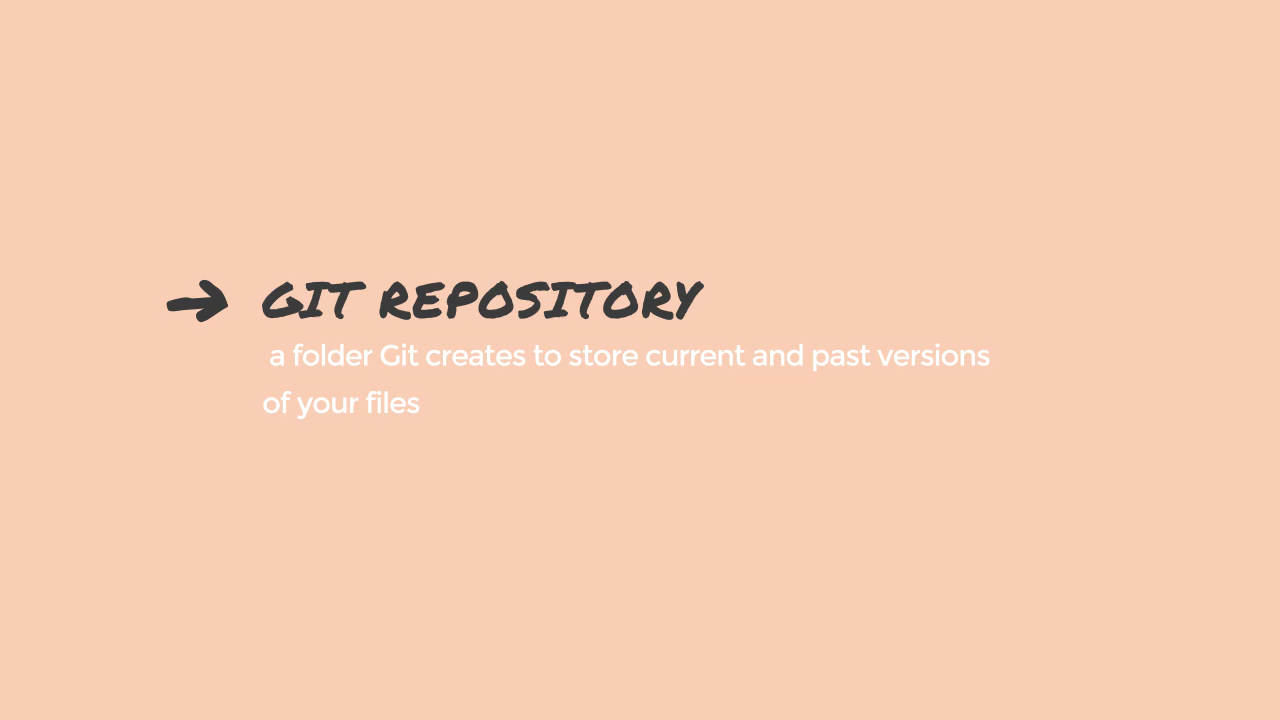 → GIT REPOSITORY
a folder Git creates to store current and past versions
of your files